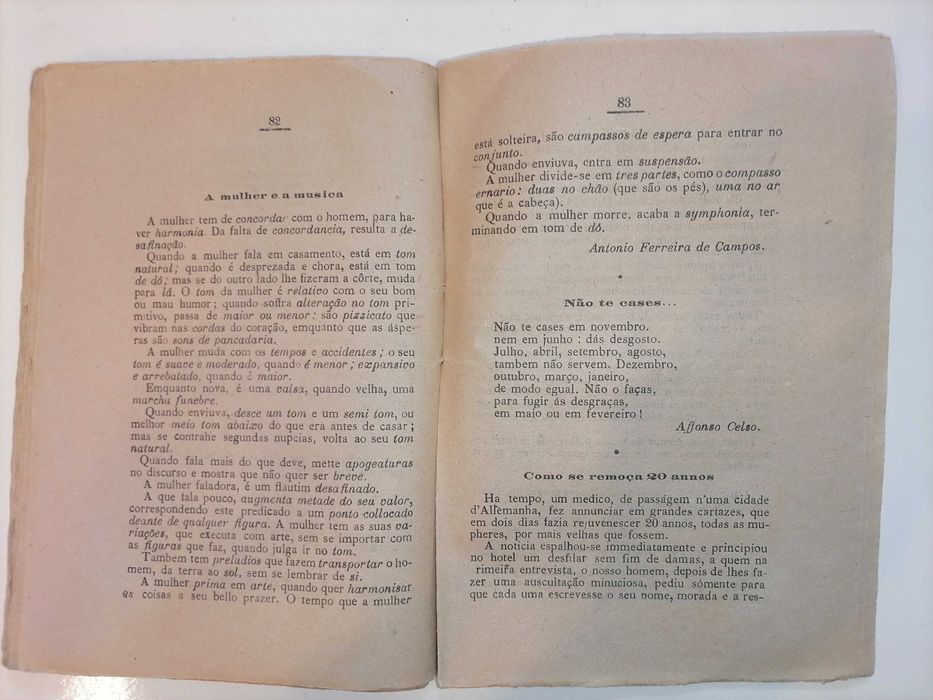 82
A mulher e a musica
A mulher tem de concordar com o homem, para ha-
ver harmonia. Da falta de concordancia, resulta a de-
safinação.
Quando a mulher fala em casamento, está em tom
natural; quando é desprezada e chora, está em tom
de dó; mas se do outro lado lhe fizeram a côrte, muda
para lá. O tom da mulher é relativo com o seu bom
ou mau humor; quando soffra alteração no tom pri-
mitivo, passa de maior ou menor: são pizzicato que
vibram nas cordas do coração, emquanto que as áspe-
ras são sons de pancadaria.
A mulher muda com os tempos e accidentes; o seu
tom é suave e moderado, quando é menor; expansivo
e arrebatado, quando é maior.
Emquanto nova, é uma valsa, quando velha, uma
marcha funebre.
Quando enviuva, desce um tom e um semi tom, ou
melhor meio tom abaixo do que era antes de casar;
mas se contrahe segundas nupcias, volta ao seu tom
natural.
Quando fala mais do que deve, mette apogeaturas
no discurso e mostra que não quer ser breve.
A mulher faladora, é um flautim desafinado.
A que fala pouco, augmenta metade do seu valor,
correspondendo este predicado a um ponto collocado
deante de qualquer figura. A mulher tem as suas va-
riações, que executa com arte, sem se importar com
as figuras que faz, quando julga ir no tom.
Tambem tem preludios que fazem transportar o ho-
mem, da terra ao sol, sem se lembrar de si.
A mulher prima em arte, quando quer harmonisar
as coisas a seu bello prazer. O tempo que a mulher
83
está solteira, são campassos de espera para entrar no
conjunto.
Quando enviuva, entra em suspensão.
A mulher divide-se em tres partes, como o compasso
ernario: duas no chão (que são os pés), uma no ar
que é a cabeça).
Quando a mulher morre, acaba a symphonia, ter-
minando em tom de dó.
Antonio Ferreira de Campos.
*
Não te cases...
Não te cases em novembro.
nem em junho : dás desgosto.
Julho, abril, setembro, agosto,
tambem não servem. Dezembro,
outubro, março, janeiro,
de modo egual. Não o faças,
para fugir ás desgraças,
em maio ou em fevereiro !
Affonso Celso.
*
Como se remoça 20 annos
Ha tempo, um medico, de passágem n'uma cidade
d'Allemanha, fez annunciar em grandes cartazes, que
em dois dias fazia rejuvenescer 20 annos, todas as mu-
pheres, por mais velhas que fossem.
A noticia espalhou-se immediatamente e principiou
no hotel um desfilar sem fim de damas, a quem na
rimeira entrevista, o nosso homem, depois de lhes fa-
zer uma auscultação minuciosa, pediu sómente para
que cada uma escrevesse o seu nome, morada e a res-